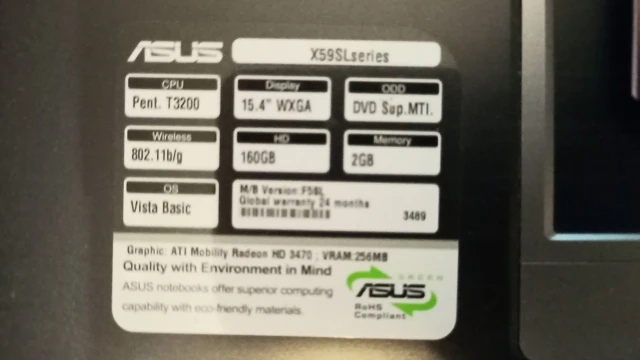 ASUS X59SLseries
CPU Display ODD
Pent. T3200 15.4" WXGA DVD Sup.MTI.
Wireless HD Memory
802.11b/g 160GB 2GB
OS
Vista Basic
M/B Version:F5SL
Global warranty 24 months
3489
Graphic: ATI Mobility Radeon HD 3470 ; VRAM:256MB
Quality with Environment in Mind
ASUS notebooks offer superior computing
capability with eco-friendly materials.
GREEN
ASUS
RoHS
Compliant